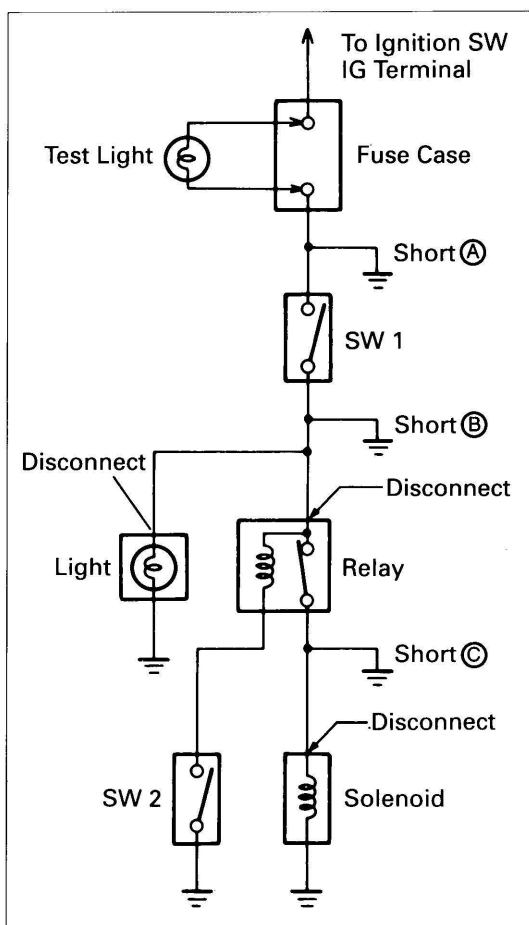 To Ignition SW
IG Terminal
Test Light
Fuse Case
Short Ⓐ
SW 1
Short Ⓑ
Disconnect
Disconnect
Light
Relay
Short Ⓒ
Disconnect
SW 2
Solenoid